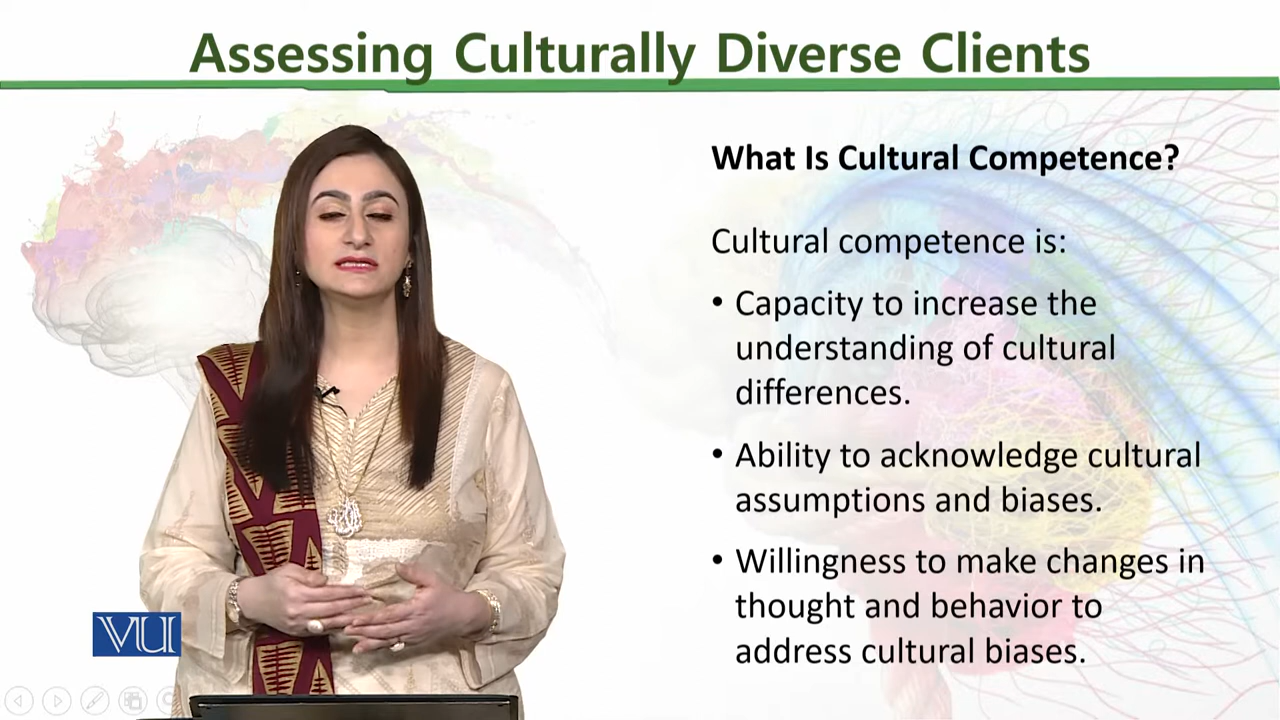 Assessing Culturally Diverse Clients
What Is Cultural Competence?
Cultural competence is:
• Capacity to increase the
understanding of cultural
differences.
• Ability to acknowledge cultural
assumptions and biases.
• Willingness to make changes in
thought and behavior to
address cultural biases.
VU